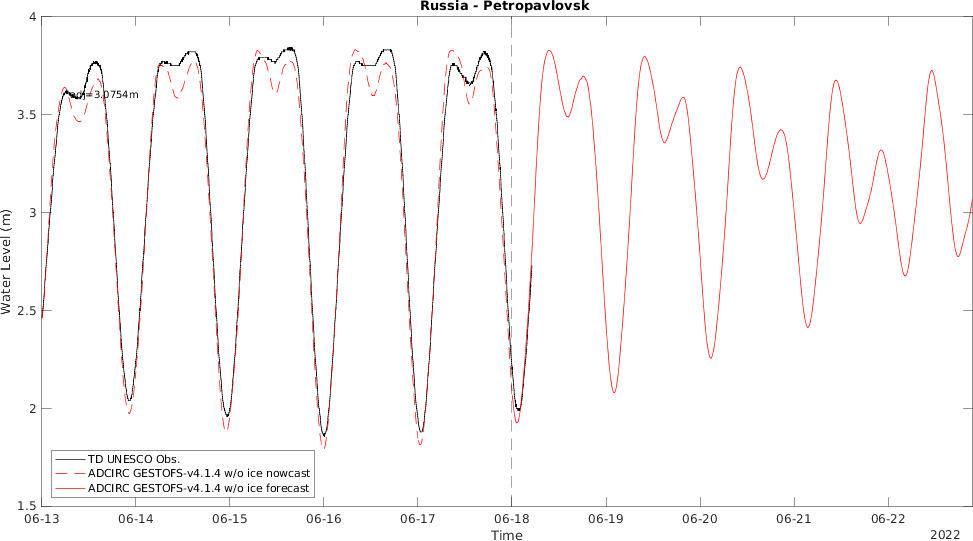 Russia - Petropavlovsk
4
3.5
3
2.5
2
1.5
Water Level (m)
adj=3.0754m
TD UNESCO Obs.
ADCIRC GESTOFS-v4.1.4 w/o ice nowcast
ADCIRC GESTOFS-v4.1.4 w/o ice forecast
06-13 06-14 06-15 06-16 06-17 06-18 06-19 06-20 06-21 06-22
Time
2022